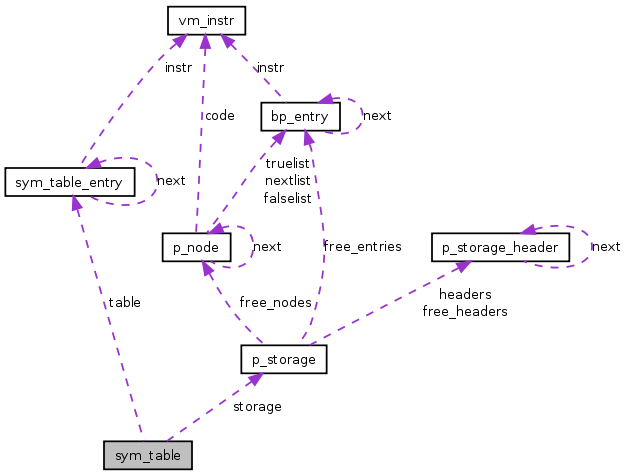 vm_instr
instr
instr
code
bp_entry
next
truelist
nextlist
falselist
sym_table_entry
next
p_node
next
free_entries
p_storage_header
next
table
free_nodes
headers
free_headers
p_storage
storage
sym_table